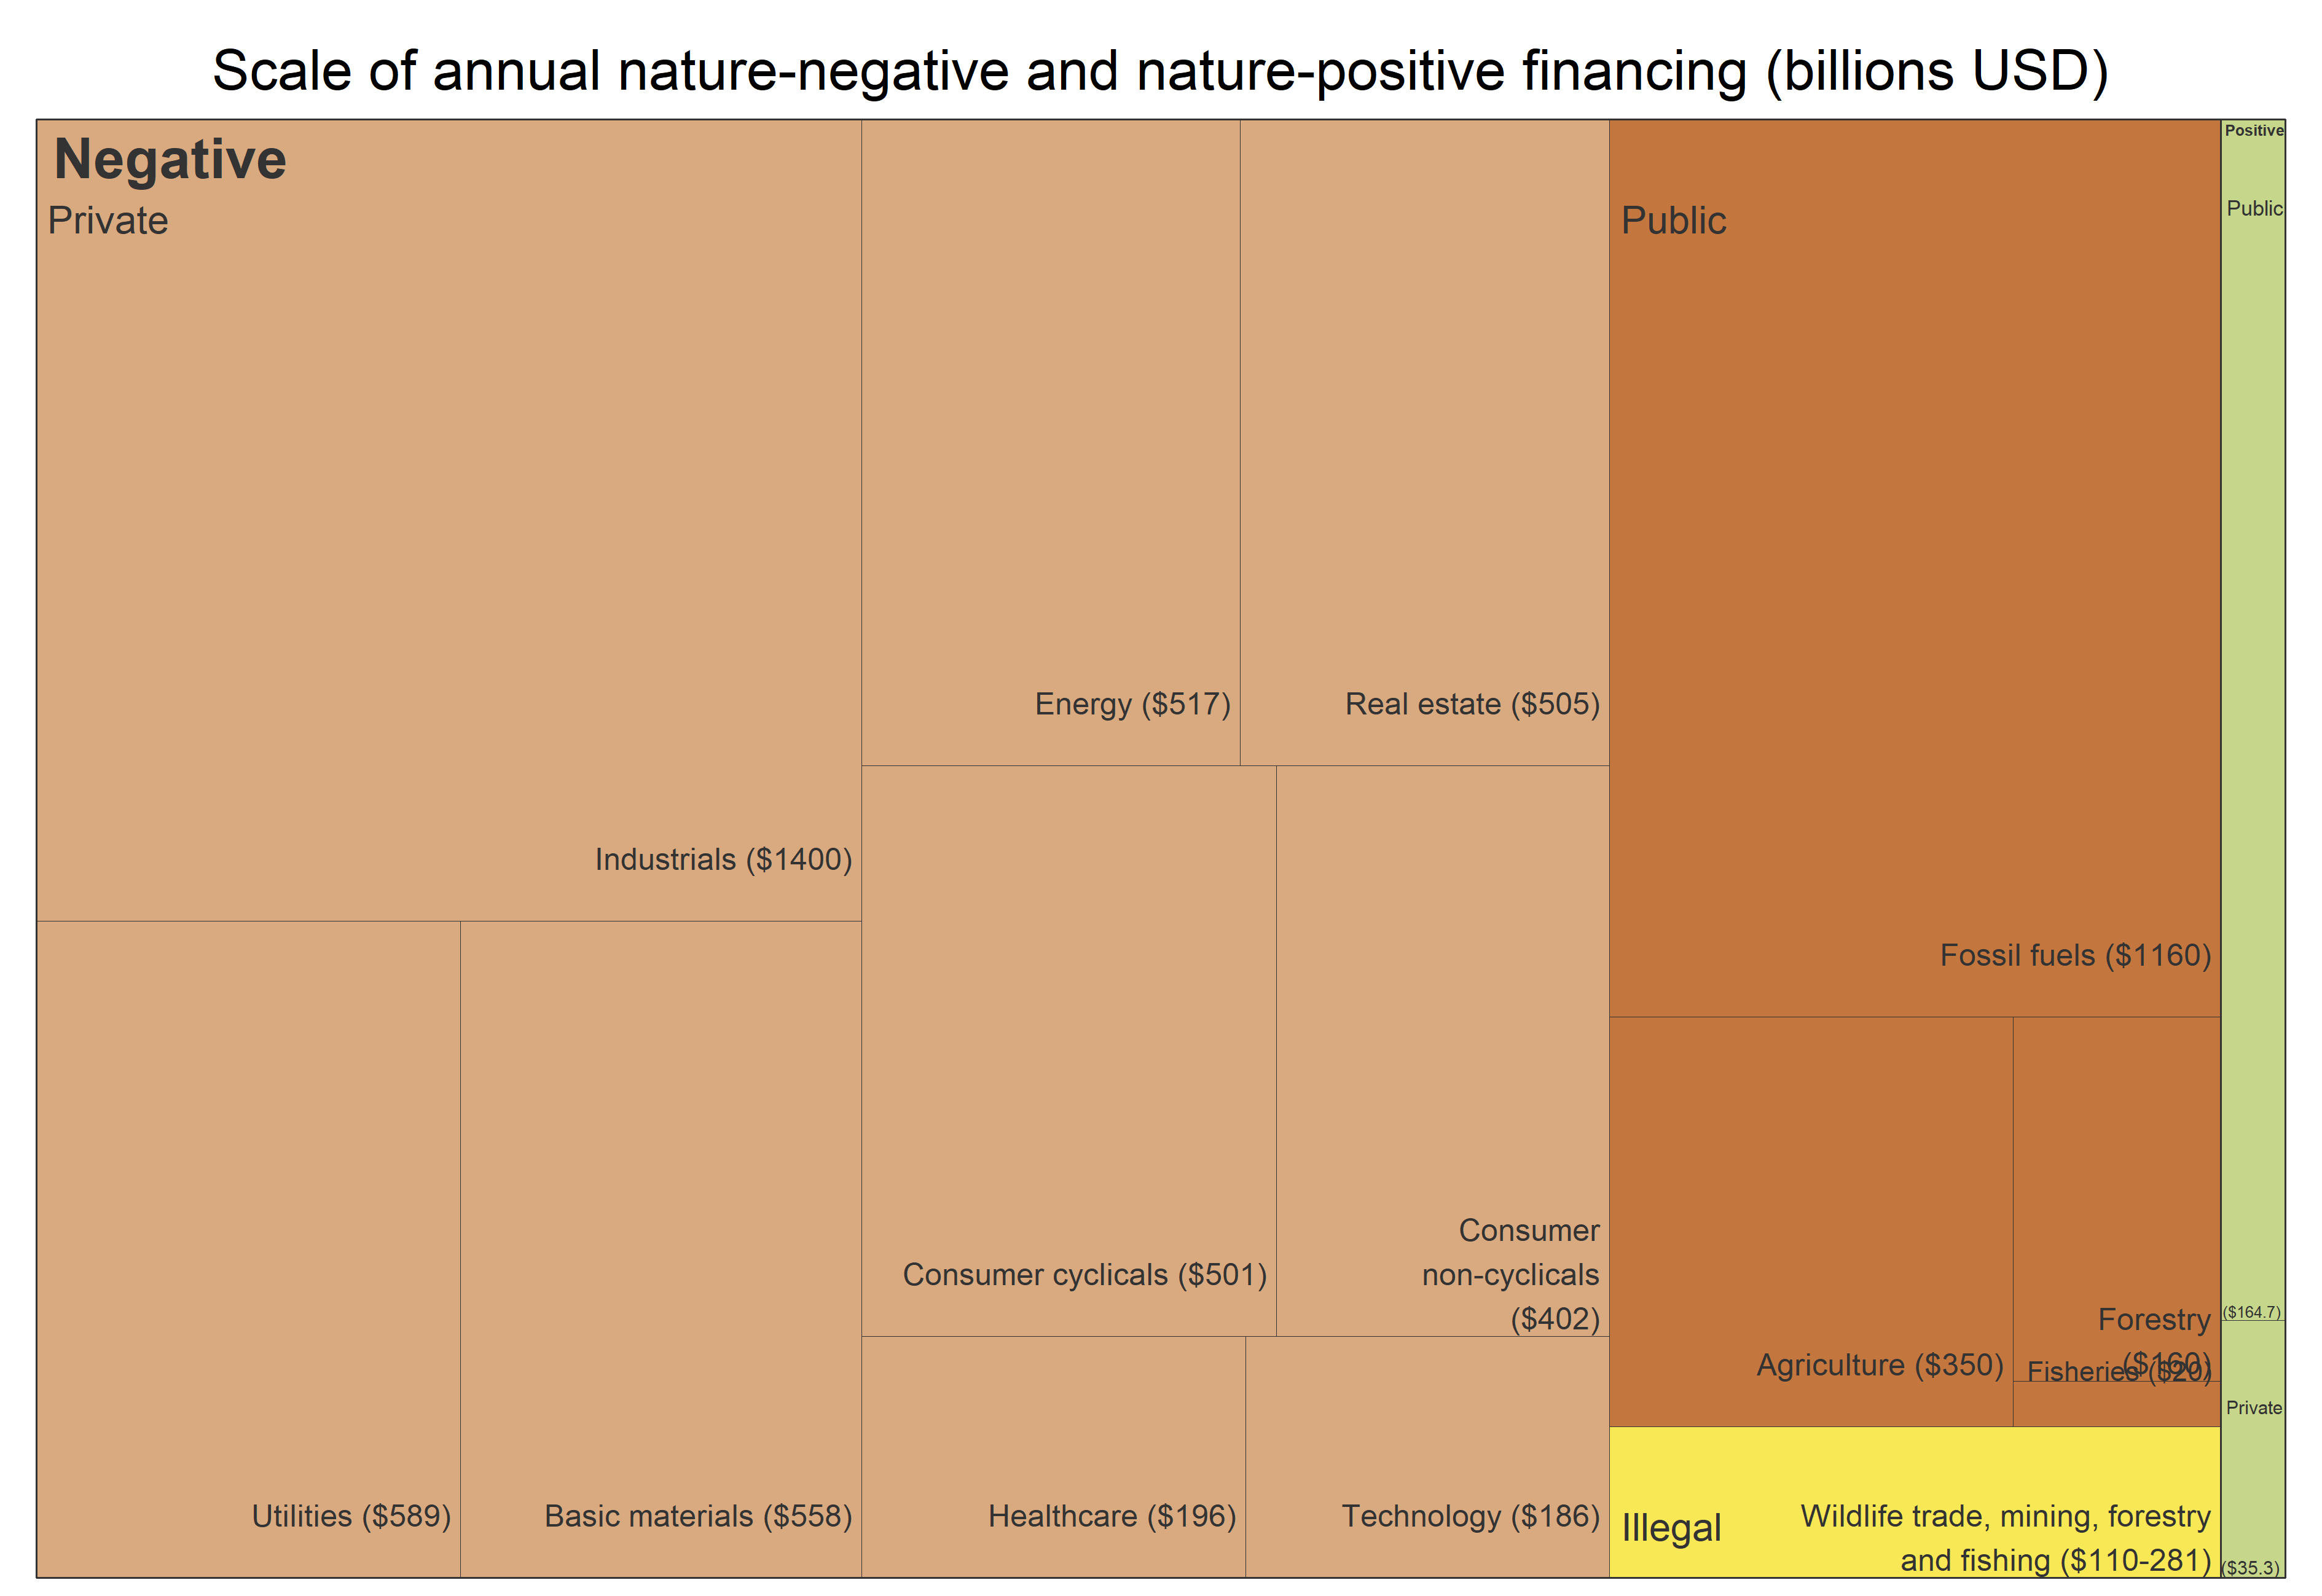 Scale of annual nature-negative and nature-positive financing (billions USD)
Negative
Private
Industrials ($1400)
Utilities ($589)
Basic materials ($558)
Energy ($517)
Real estate ($505)
Consumer cyclicals ($501)
Consumer
non-cyclicals
($402)
Healthcare ($196)
Technology ($186)
Public
Fossil fuels ($1160)
Agriculture ($350)
Forestry
($160)
Fisheries ($20)
Illegal
Wildlife trade, mining, forestry
and fishing ($110-281)
Positive
Public
($164.7)
Private
($35.3)